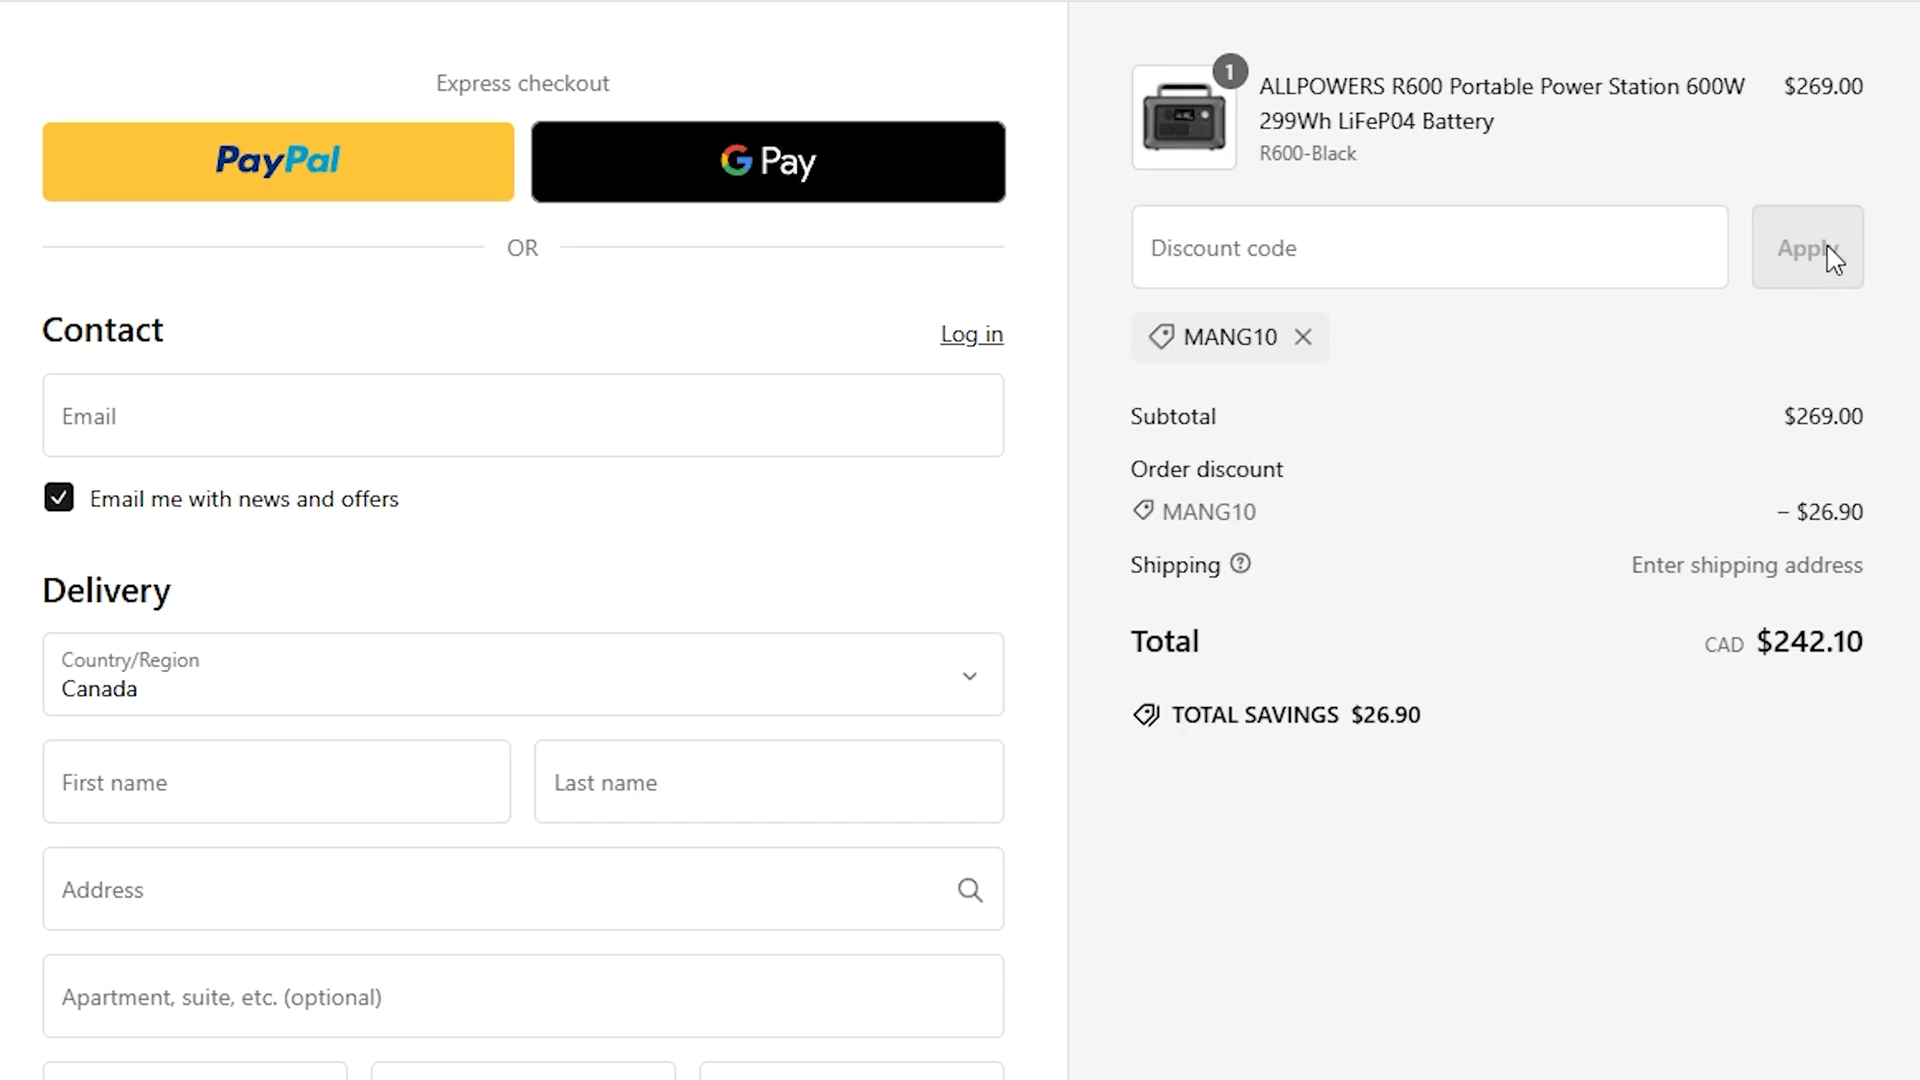 Express checkout
PayPal
G Pay
OR
Contact
Log in
Email
Email me with news and offers
Delivery
Country/Region
Canada
First name
Last name
Address
Apartment, suite, etc. (optional)
1
ALLPOWERS R600 Portable Power Station 600W
$269.00
299Wh LiFeP04 Battery
R600-Black
Discount code
Apply
MANG10
Subtotal
$269.00
Order discount
MANG10
– $26.90
Shipping
Enter shipping address
Total
CAD $242.10
TOTAL SAVINGS $26.90